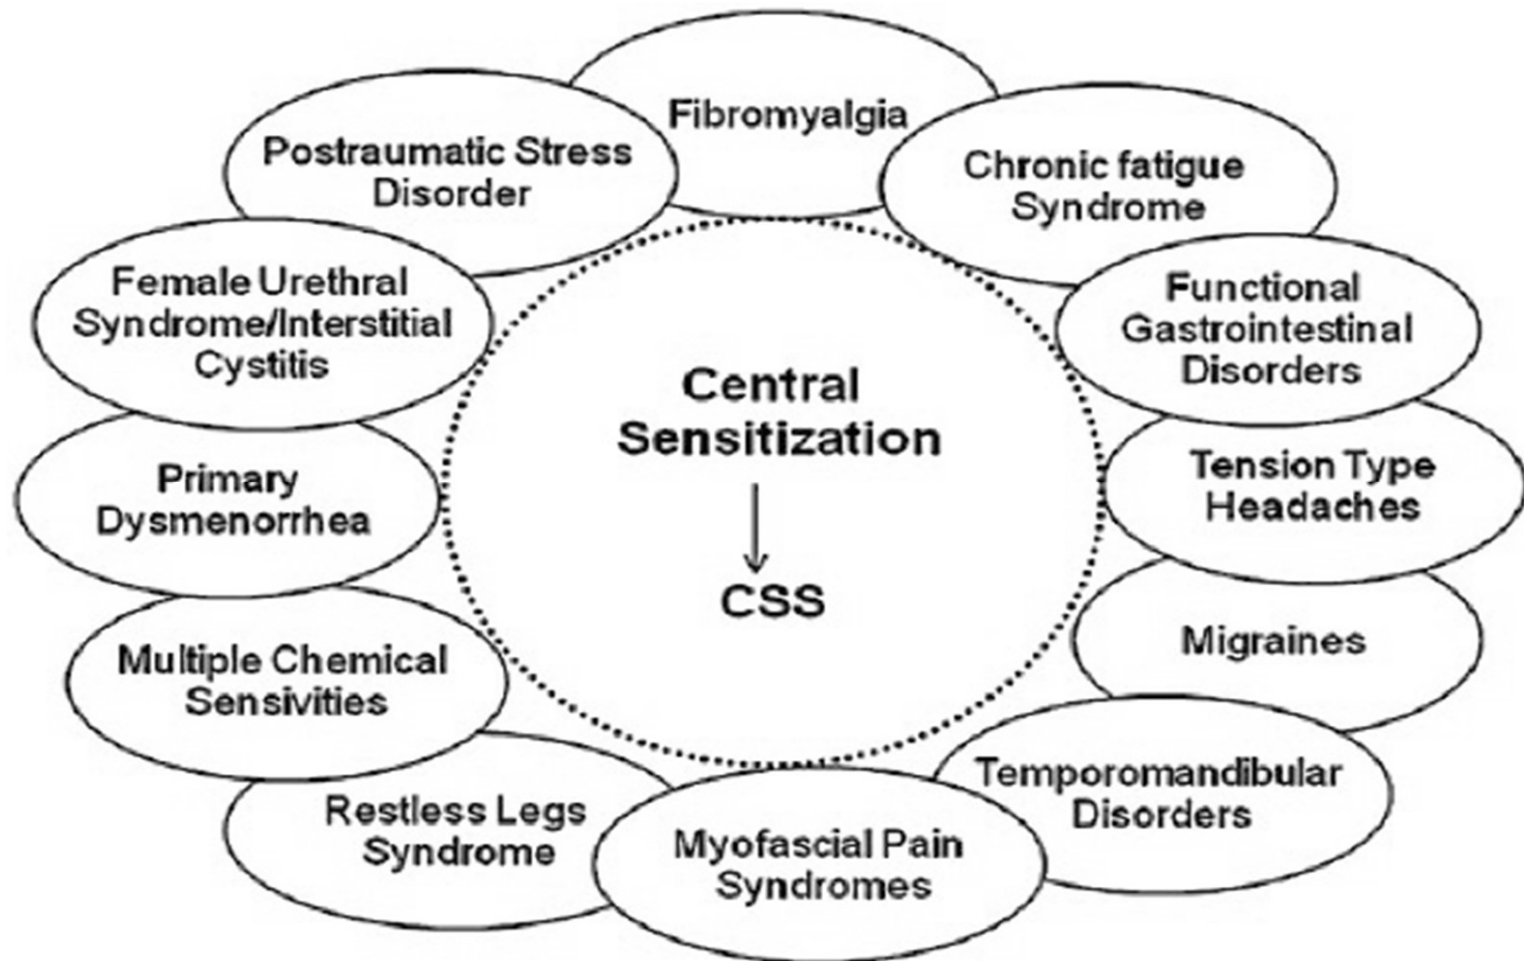 Fibromyalgia
Postraumatic Stress
Disorder
Chronic fatigue
Syndrome
Female Urethral
Syndrome/Interstitial
Cystitis
Functional
Gastrointestinal
Disorders
Central
Sensitization
CSS
Primary
Dysmenorrhea
Tension Type
Headaches
Multiple Chemical
Sensivities
Migraines
Restless Legs
Syndrome
Myofascial Pain
Syndromes
Temporomandibular
Disorders